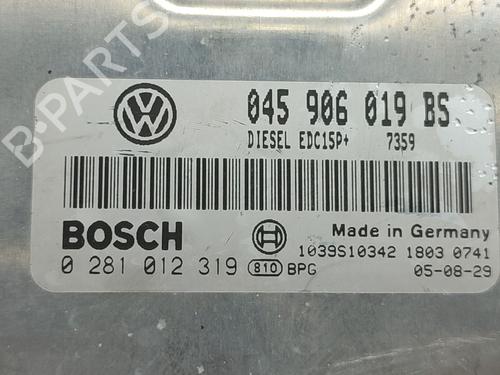 B-PARTS
045 906 019 BS
DIESEL EDC15P+ 7359
BOSCH
Made in Germany
1039S10342 1803 0741
0 281 012 319 810 BPG 05-08-29